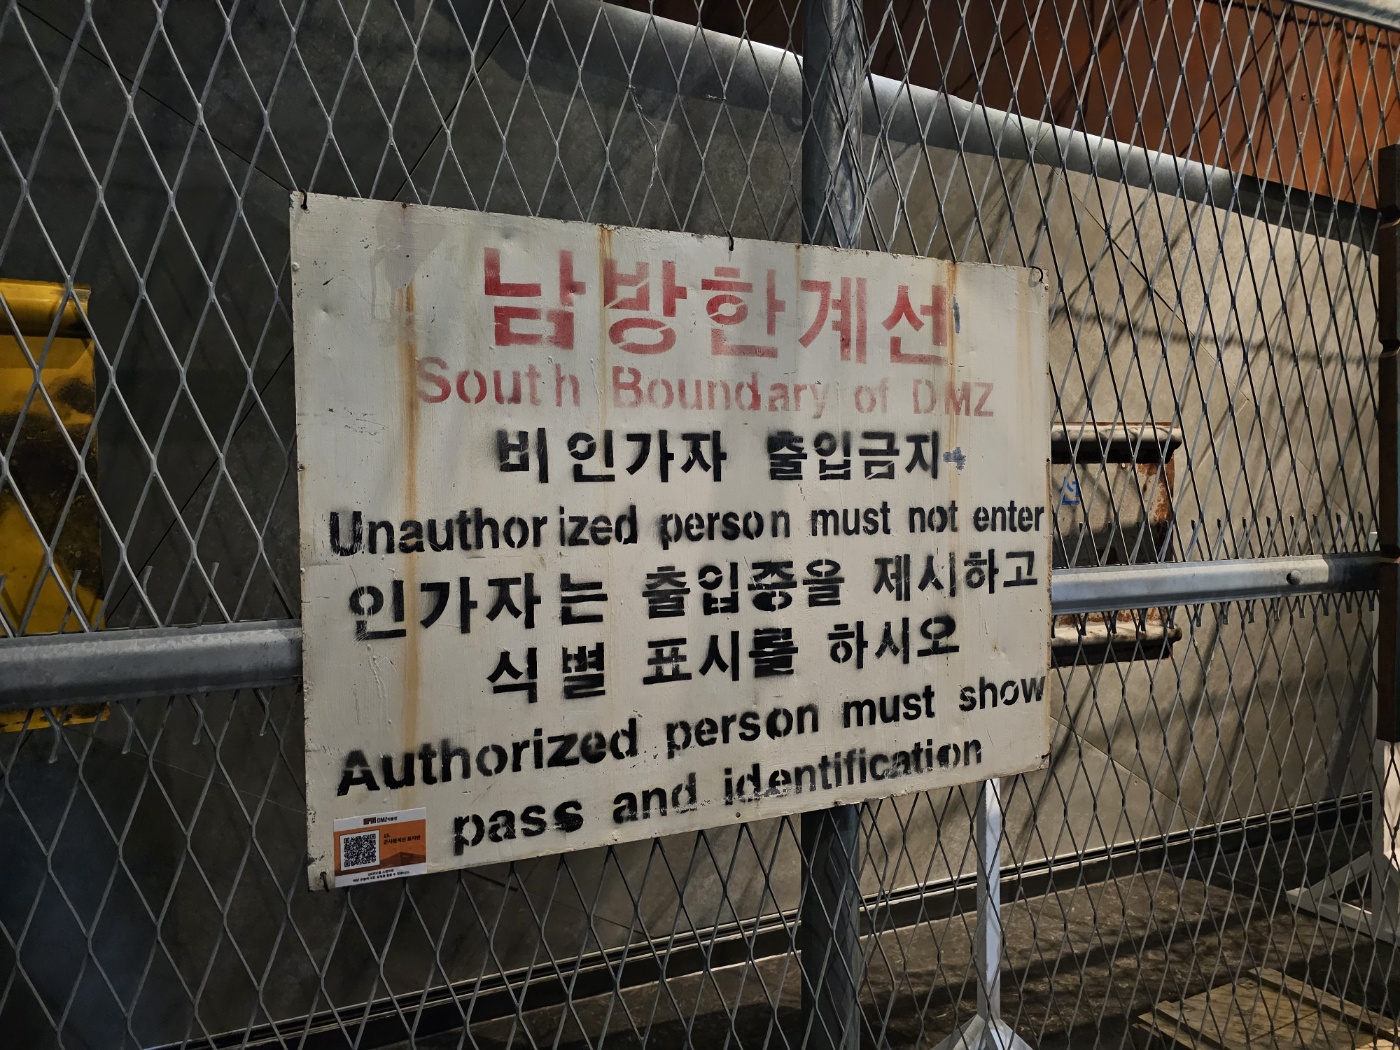 남방한계선
South Boundary of DMZ
비인가자 출입금지
Unauthorized person must not enter
인가자는 출입증을 제시하고
식별 표시를 하시오
Authorized person must show
pass and identification